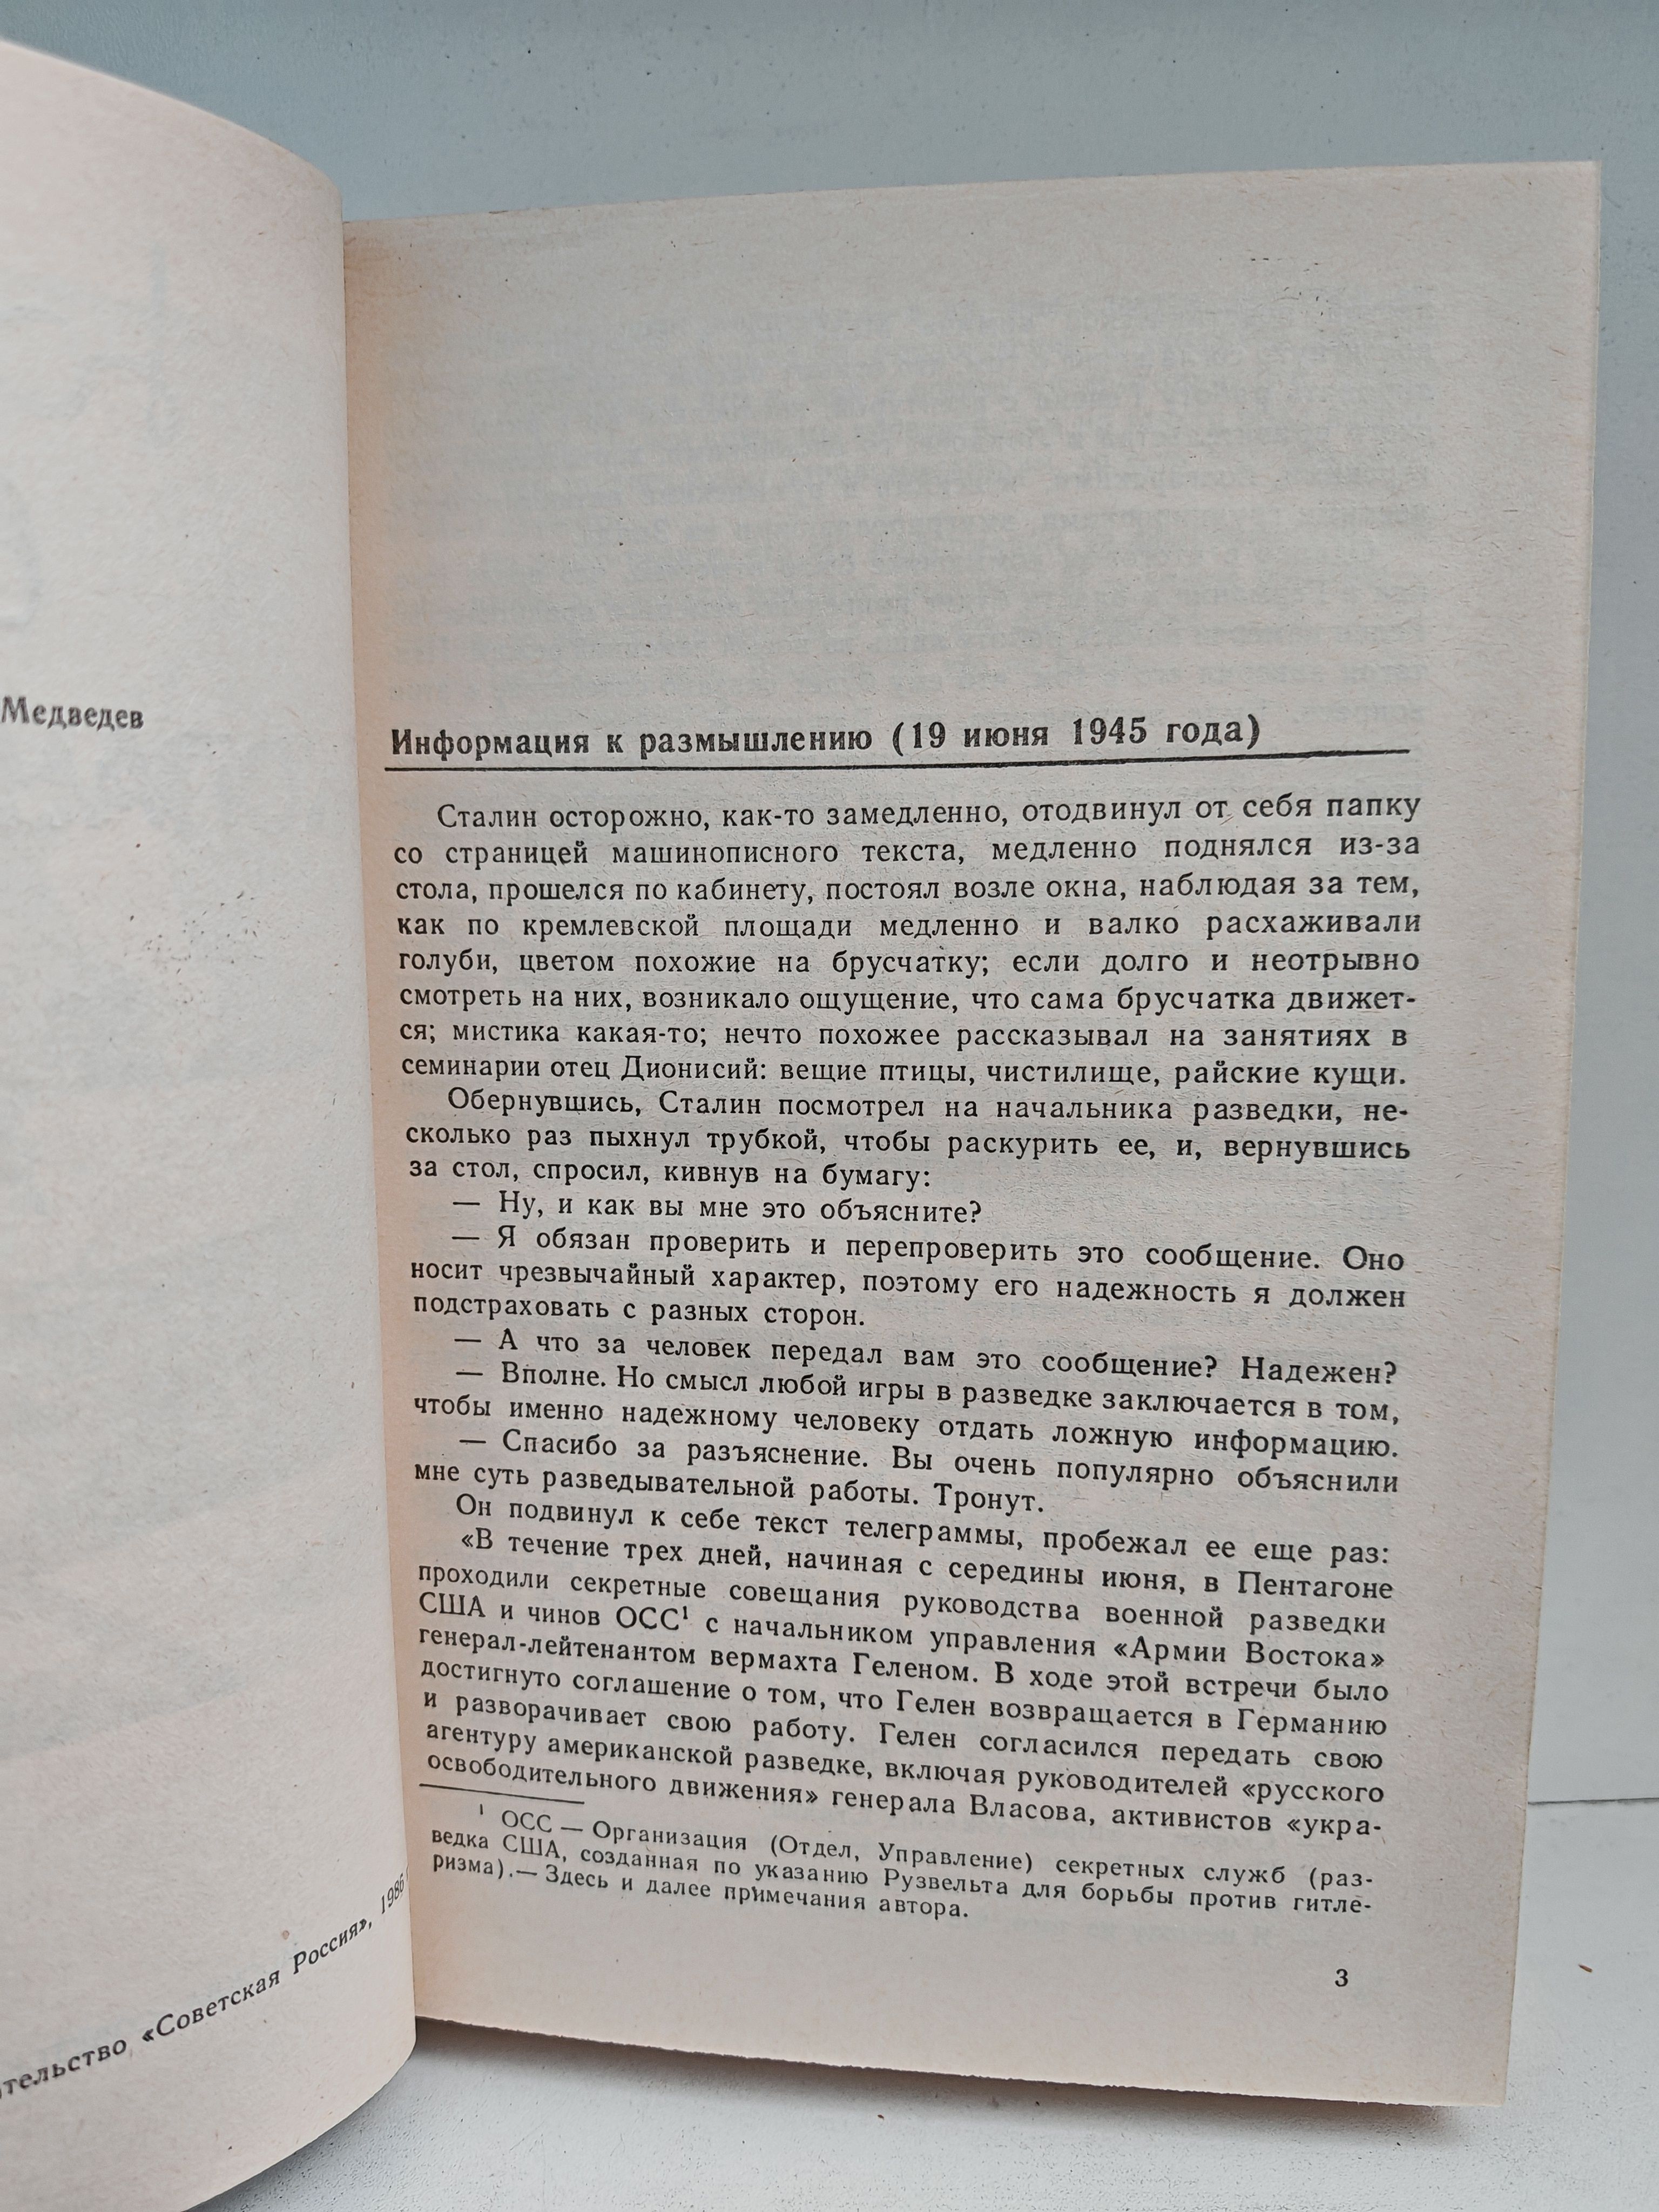 Медведев
«Советская Россия», 1986
Информация к размышлению (19 июня 1945 года)
Сталин осторожно, как-то замедленно, отодвинул от себя папку
со страницей машинописного текста, медленно поднялся из-за
стола, прошелся по кабинету, постоял возле окна, наблюдая за тем,
как по кремлевской площади медленно и валко расхаживали
голуби, цветом похожие на брусчатку; если долго и неотрывно
смотреть на них, возникало ощущение, что сама брусчатка движет-
ся; мистика какая-то; нечто похожее рассказывал на занятиях в
семинарии отец Дионисий: вещие птицы, чистилище, райские кущи.
Обернувшись, Сталин посмотрел на начальника разведки, не-
сколько раз пыхнул трубкой, чтобы раскурить ее, и, вернувшись
за стол, спросил, кивнув на бумагу:
— Ну, и как вы мне это объясните?
— Я обязан проверить и перепроверить это сообщение. Оно
носит чрезвычайный характер, поэтому его надежность я должен
подстраховать с разных сторон.
— А что за человек передал вам это сообщение? Надежен?
— Вполне. Но смысл любой игры в разведке заключается в том,
чтобы именно надежному человеку отдать ложную информацию.
— Спасибо за разъяснение. Вы очень популярно объяснили
мне суть разведывательной работы. Тронут.
Он подвинул к себе текст телеграммы, пробежал ее еще раз:
«В течение трех дней, начиная с середины июня, в Пентагоне
проходили секретные совещания руководства военной разведки
США и чинов ОСС¹ с начальником управления «Армии Востока»
генерал-лейтенантом вермахта Геленом. В ходе этой встречи было
достигнуто соглашение о том, что Гелен возвращается в Германию
и разворачивает свою работу. Гелен согласился передать свою
агентуру американской разведке, включая руководителей «русского
освободительного движения» генерала Власова, активистов «укра-
¹ ОСС — Организация (Отдел, Управление) секретных служб (раз-
ведка США, созданная по указанию Рузвельта для борьбы против гитле-
ризма).— Здесь и далее примечания автора.
3